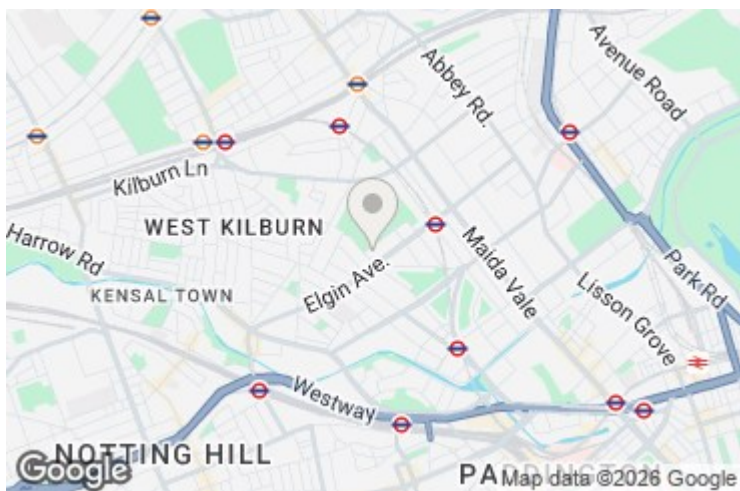 Avenue Road
Abbey Rd.
Kilburn Ln
WEST KILBURN
Harrow Rd
Elgin Ave.
Maida Vale
Park Rd
KENSAL TOWN
Lisson Grove
Westway
NOTTING HILL
PADDINGTON
Google
Map data ©2026 Google